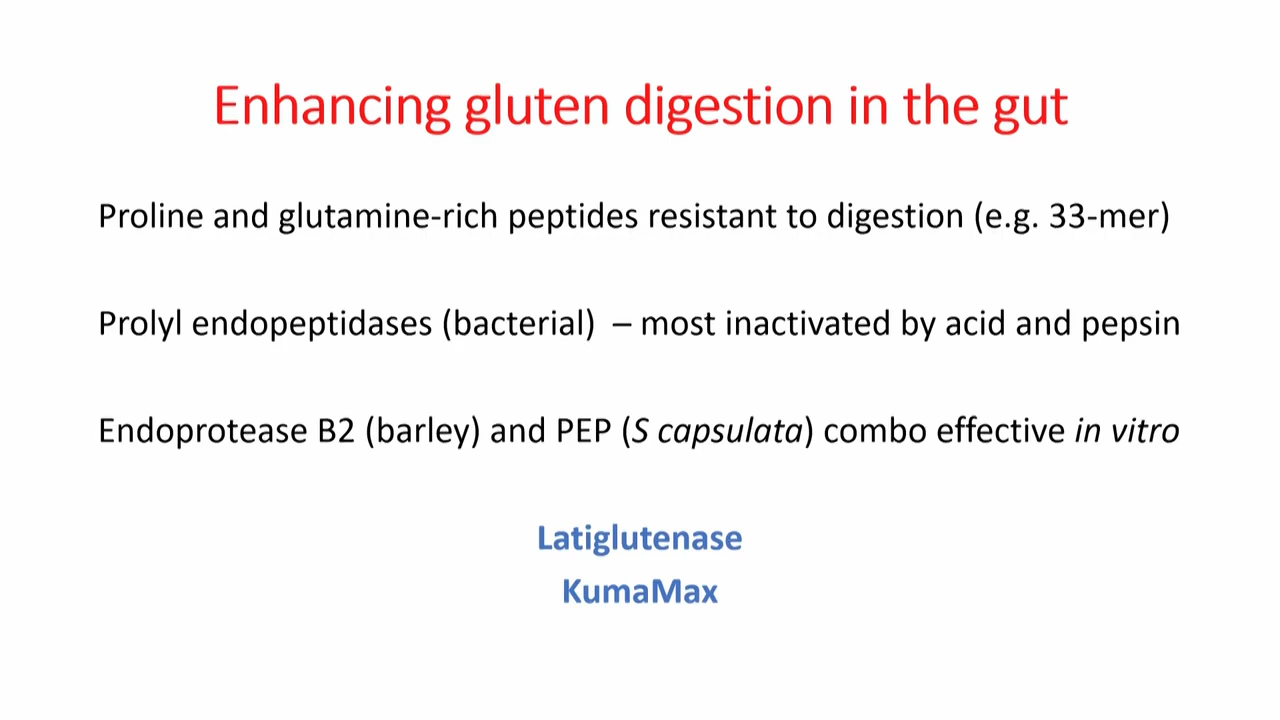 Enhancing gluten digestion in the gut
Proline and glutamine-rich peptides resistant to digestion (e.g. 33-mer)
Prolyl endopeptidases (bacterial) – most inactivated by acid and pepsin
Endoprotease B2 (barley) and PEP (S capsulata) combo effective in vitro
Latiglutenase
KumaMax